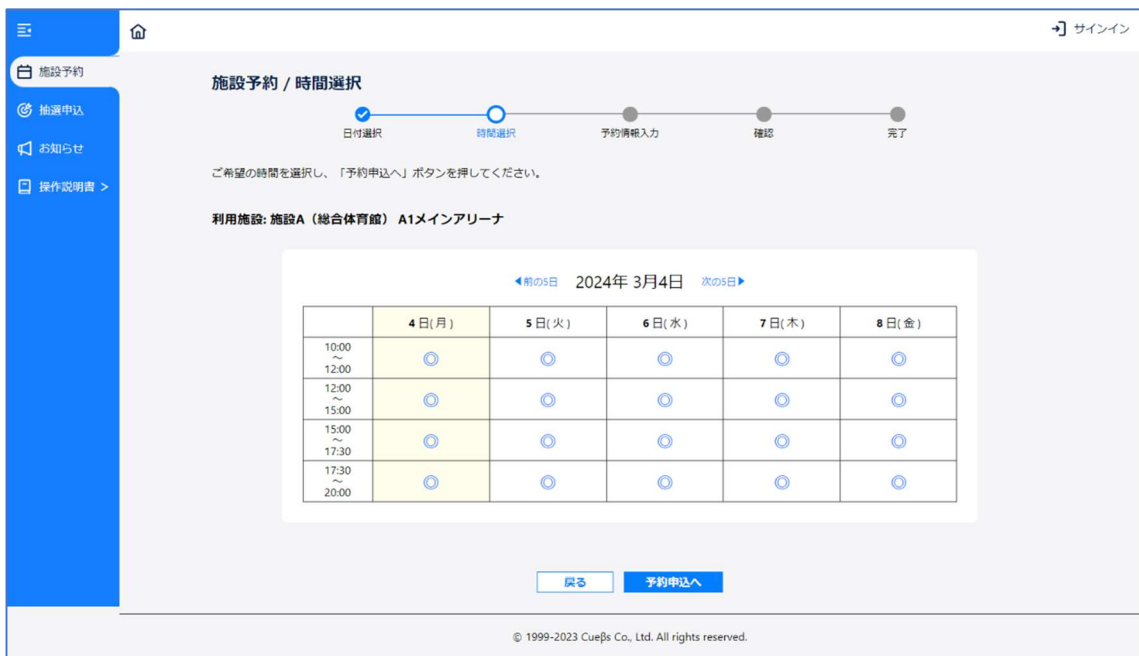 サインイン
施設予約
抽選申込
お知らせ
操作説明書 >
施設予約 / 時間選択
日付選択 時間選択 予約情報入力 確認 完了
ご希望の時間を選択し、「予約申込へ」ボタンを押してください。
利用施設: 施設A（総合体育館） A1メインアリーナ
◀前の5日 2024年 3月4日 次の5日▶
4 日(月) 5 日(火) 6 日(水) 7 日(木) 8 日(金)
10:00
～
12:00
◎ ◎ ◎ ◎ ◎
12:00
～
15:00
◎ ◎ ◎ ◎ ◎
15:00
～
17:30
◎ ◎ ◎ ◎ ◎
17:30
～
20:00
◎ ◎ ◎ ◎ ◎
戻る 予約申込へ
© 1999-2023 Cueβs Co., Ltd. All rights reserved.